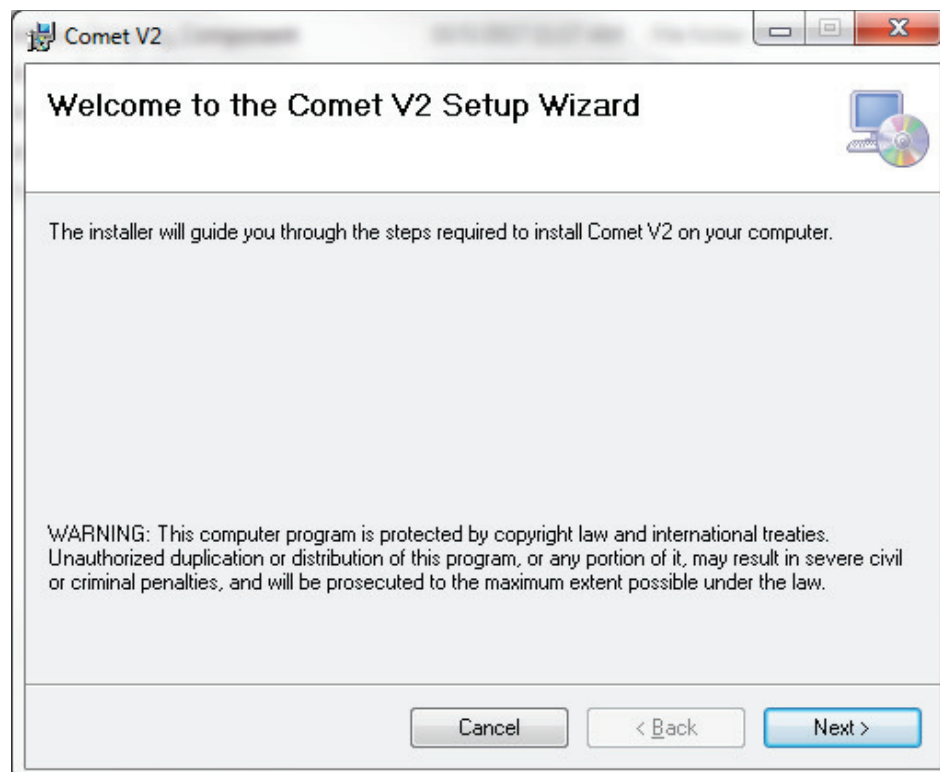 Comet V2
Welcome to the Comet V2 Setup Wizard
The installer will guide you through the steps required to install Comet V2 on your computer.
WARNING: This computer program is protected by copyright law and international treaties.
Unauthorized duplication or distribution of this program, or any portion of it, may result in severe civil
or criminal penalties, and will be prosecuted to the maximum extent possible under the law.
Cancel
< Back
Next >